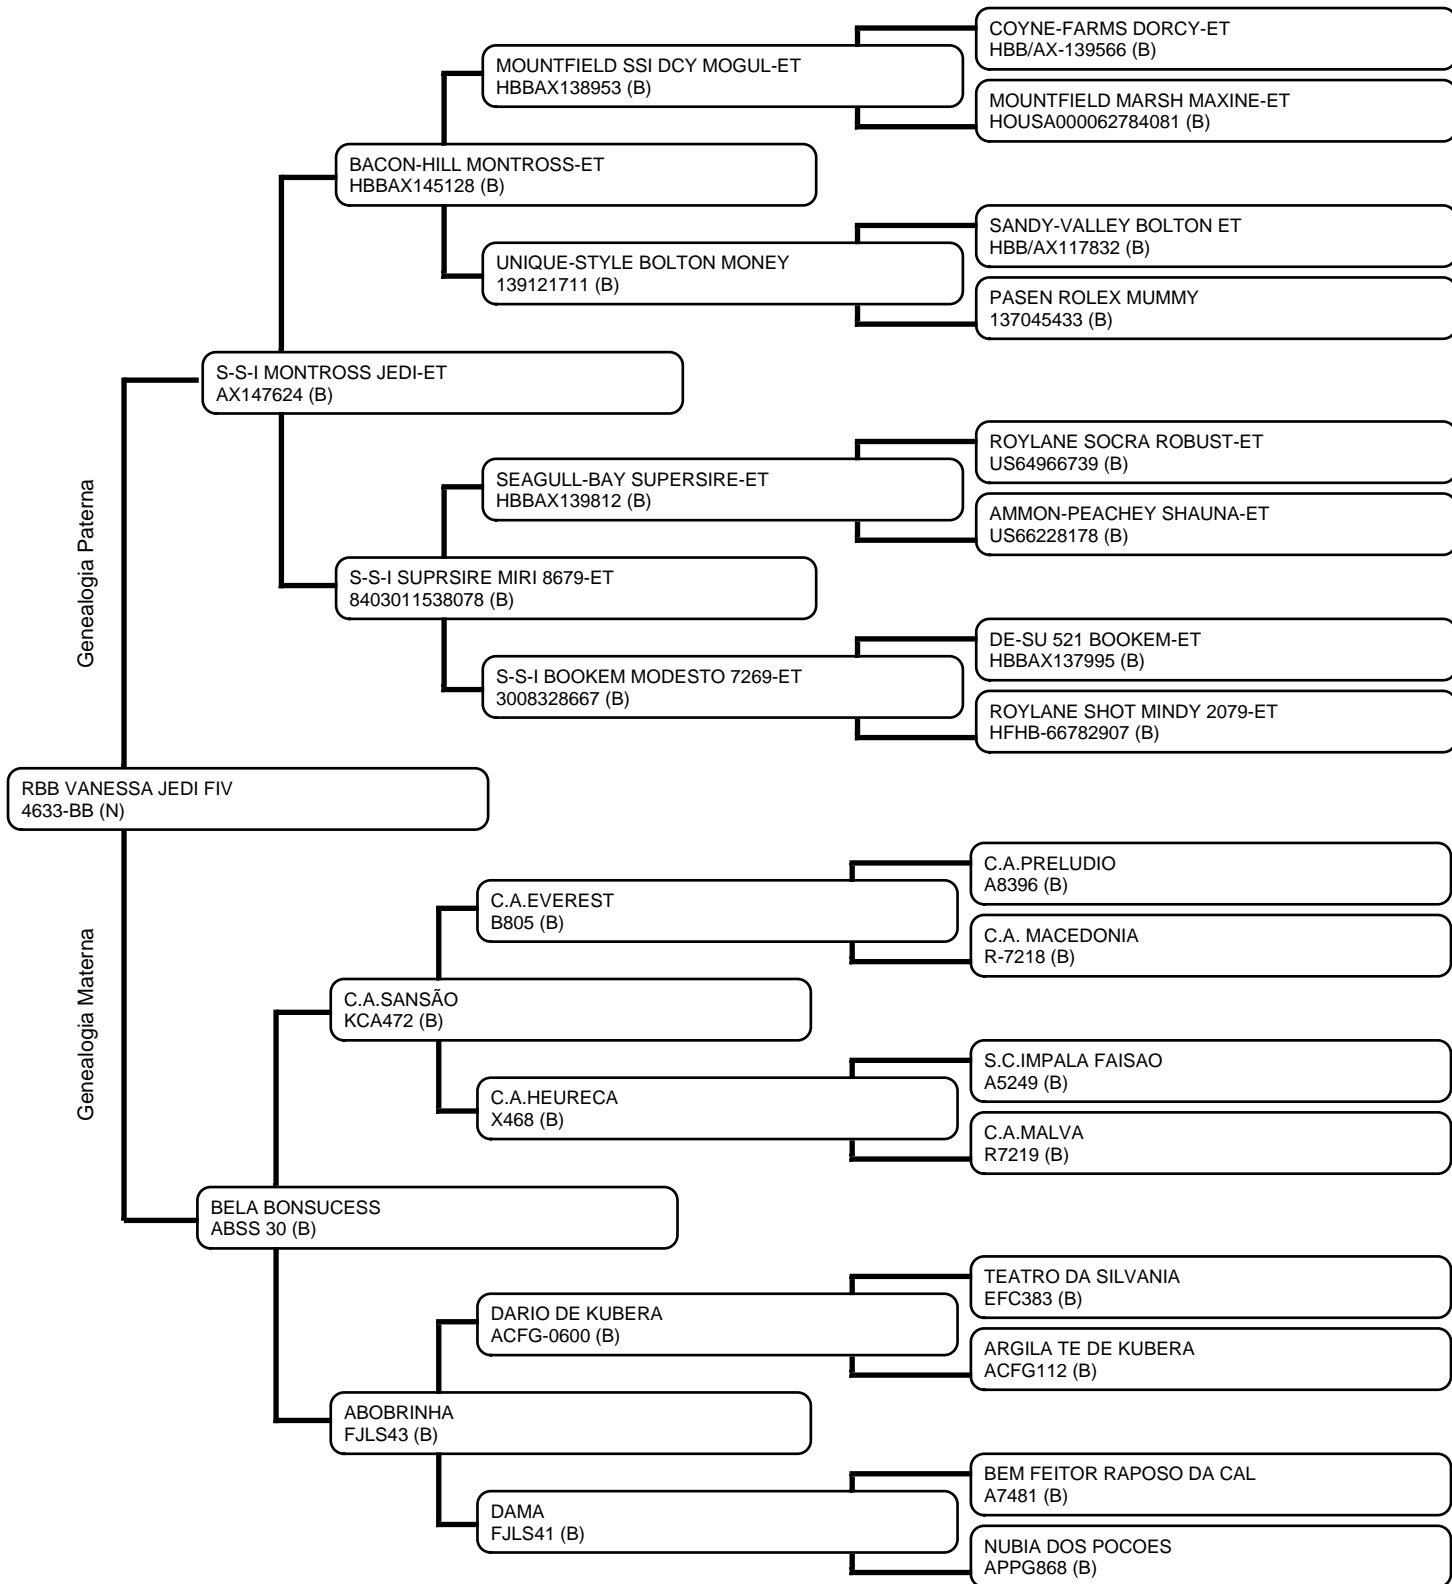 COYNE-FARMS DORCY-ET
HBB/AX-139566 (B)
MOUNTFIELD SSI DCY MOGUL-ET
HBBAX138953 (B)
MOUNTFIELD MARSH MAXINE-ET
HOUSA000062784081 (B)
BACON-HILL MONTROSS-ET
HBBAX145128 (B)
SANDY-VALLEY BOLTON ET
HBB/AX117832 (B)
UNIQUE-STYLE BOLTON MONEY
139121711 (B)
PASEN ROLEX MUMMY
137045433 (B)
S-S-I MONTROSS JEDI-ET
AX147624 (B)
ROYLANE SOCRA ROBUST-ET
US64966739 (B)
SEAGULL-BAY SUPERSIRE-ET
HBBAX139812 (B)
AMMON-PEACHEY SHAUNA-ET
US66228178 (B)
Genealogia Paterna
S-S-I SUPRSIRE MIRI 8679-ET
8403011538078 (B)
DE-SU 521 BOOKEM-ET
HBBAX137995 (B)
S-S-I BOOKEM MODESTO 7269-ET
3008328667 (B)
ROYLANE SHOT MINDY 2079-ET
HFHB-66782907 (B)
RBB VANESSA JEDI FIV
4633-BB (N)
C.A.PRELUDIO
A8396 (B)
C.A.EVEREST
B805 (B)
C.A. MACEDONIA
R-7218 (B)
Genealogia Materna
C.A.SANSÃO
KCA472 (B)
S.C.IMPALA FAISAO
A5249 (B)
C.A.HEURECA
X468 (B)
C.A.MALVA
R7219 (B)
BELA BONSUCESS
ABSS 30 (B)
TEATRO DA SILVANIA
EFC383 (B)
DARIO DE KUBERA
ACFG-0600 (B)
ARGILA TE DE KUBERA
ACFG112 (B)
ABOBRINHA
FJLS43 (B)
BEM FEITOR RAPOSO DA CAL
A7481 (B)
DAMA
FJLS41 (B)
NUBIA DOS POCOES
APPG868 (B)